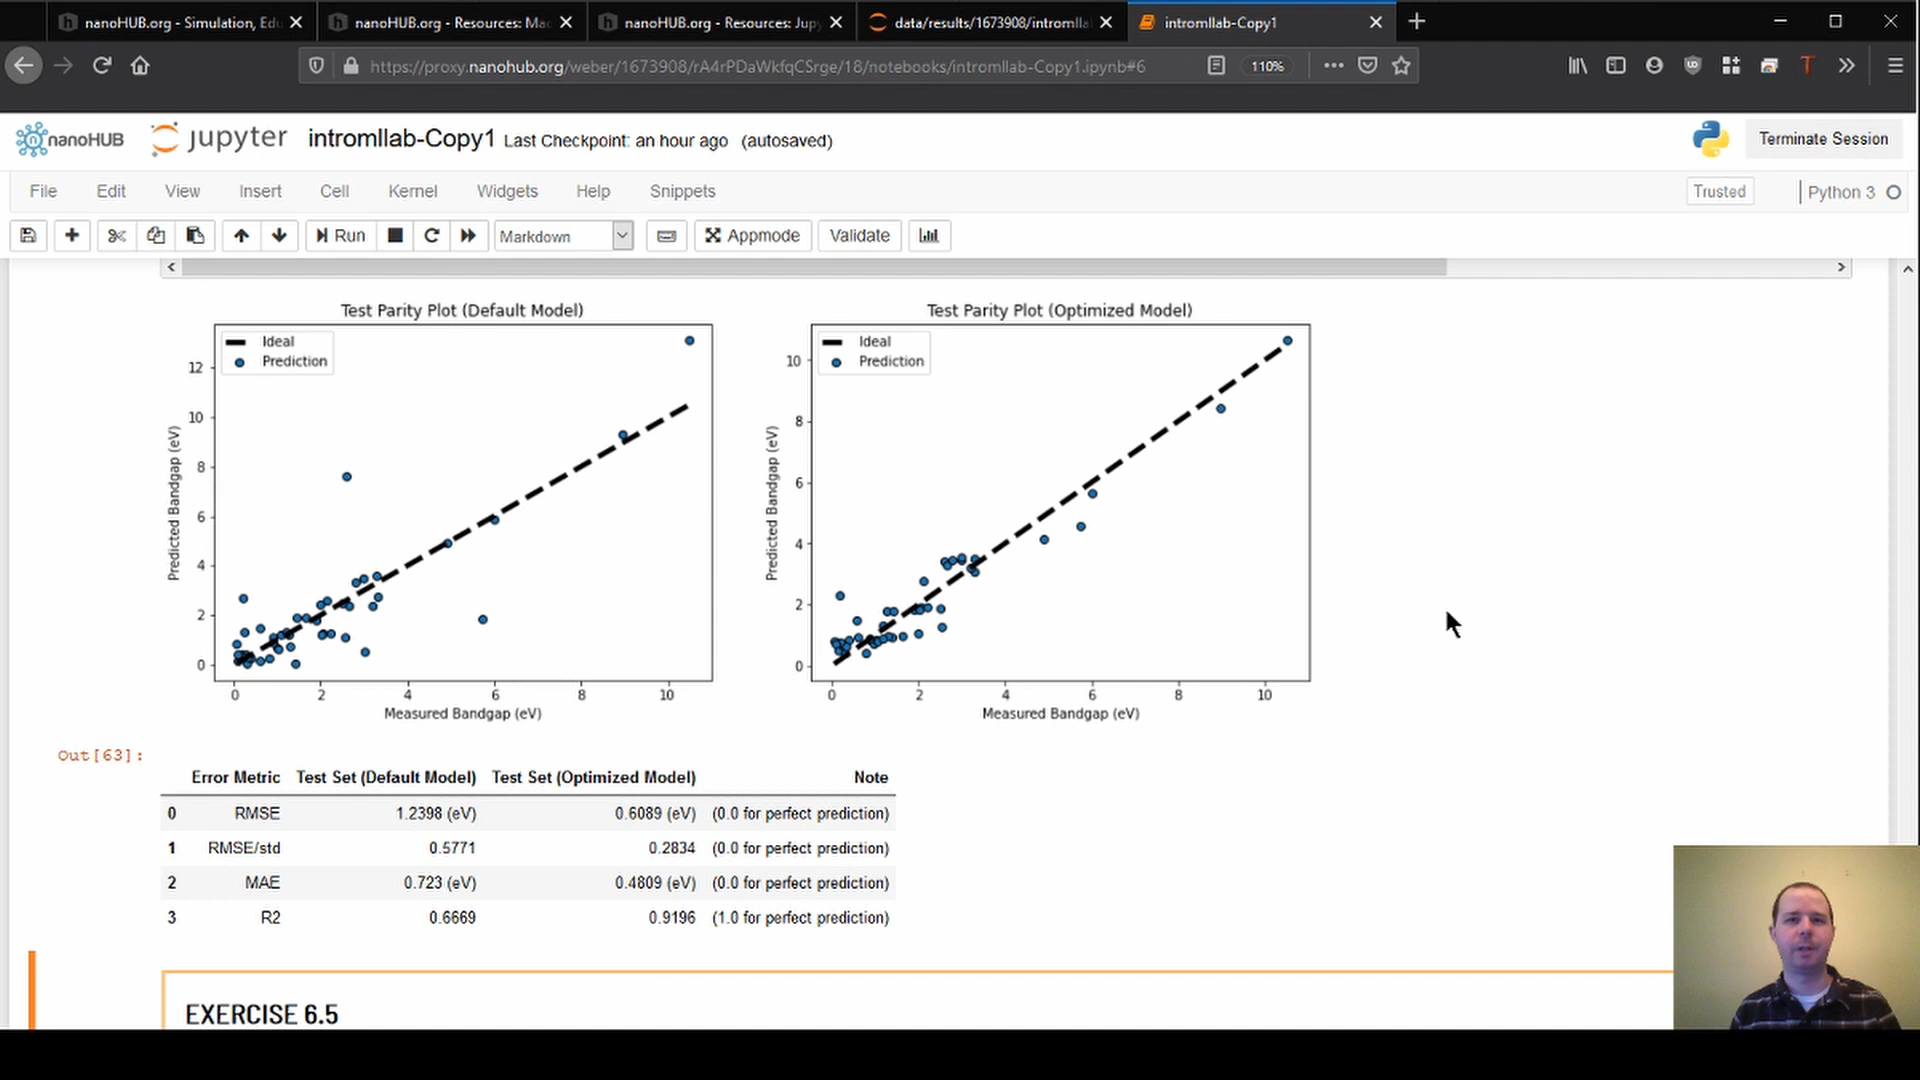 nanoHUB.org - Simulation, Edu
nanoHUB.org - Resources: Mac
nanoHUB.org - Resources: Jupy
data/results/1673908/intromllab
intromllab-Copy1
https://proxy.nanohub.org/weber/1673908/rA4rPDaWkfqCSrge/18/notebooks/intromllab-Copy1.ipynb#6
110%
nanoHUB
jupyter
intromllab-Copy1 Last Checkpoint: an hour ago (autosaved)
Terminate Session
File Edit View Insert Cell Kernel Widgets Help Snippets
Trusted
Python 3
Run
Markdown
Appmode
Validate
Test Parity Plot (Default Model)
Ideal
Prediction
12
10
8
6
4
2
0
Predicted Bandgap (eV)
0 2 4 6 8 10
Measured Bandgap (eV)
Test Parity Plot (Optimized Model)
Ideal
Prediction
10
8
6
4
2
0
Predicted Bandgap (eV)
0 2 4 6 8 10
Measured Bandgap (eV)
Out[63]:
Error Metric Test Set (Default Model) Test Set (Optimized Model) Note
0 RMSE 1.2398 (eV) 0.6089 (eV) (0.0 for perfect prediction)
1 RMSE/std 0.5771 0.2834 (0.0 for perfect prediction)
2 MAE 0.723 (eV) 0.4809 (eV) (0.0 for perfect prediction)
3 R2 0.6669 0.9196 (1.0 for perfect prediction)
EXERCISE 6.5